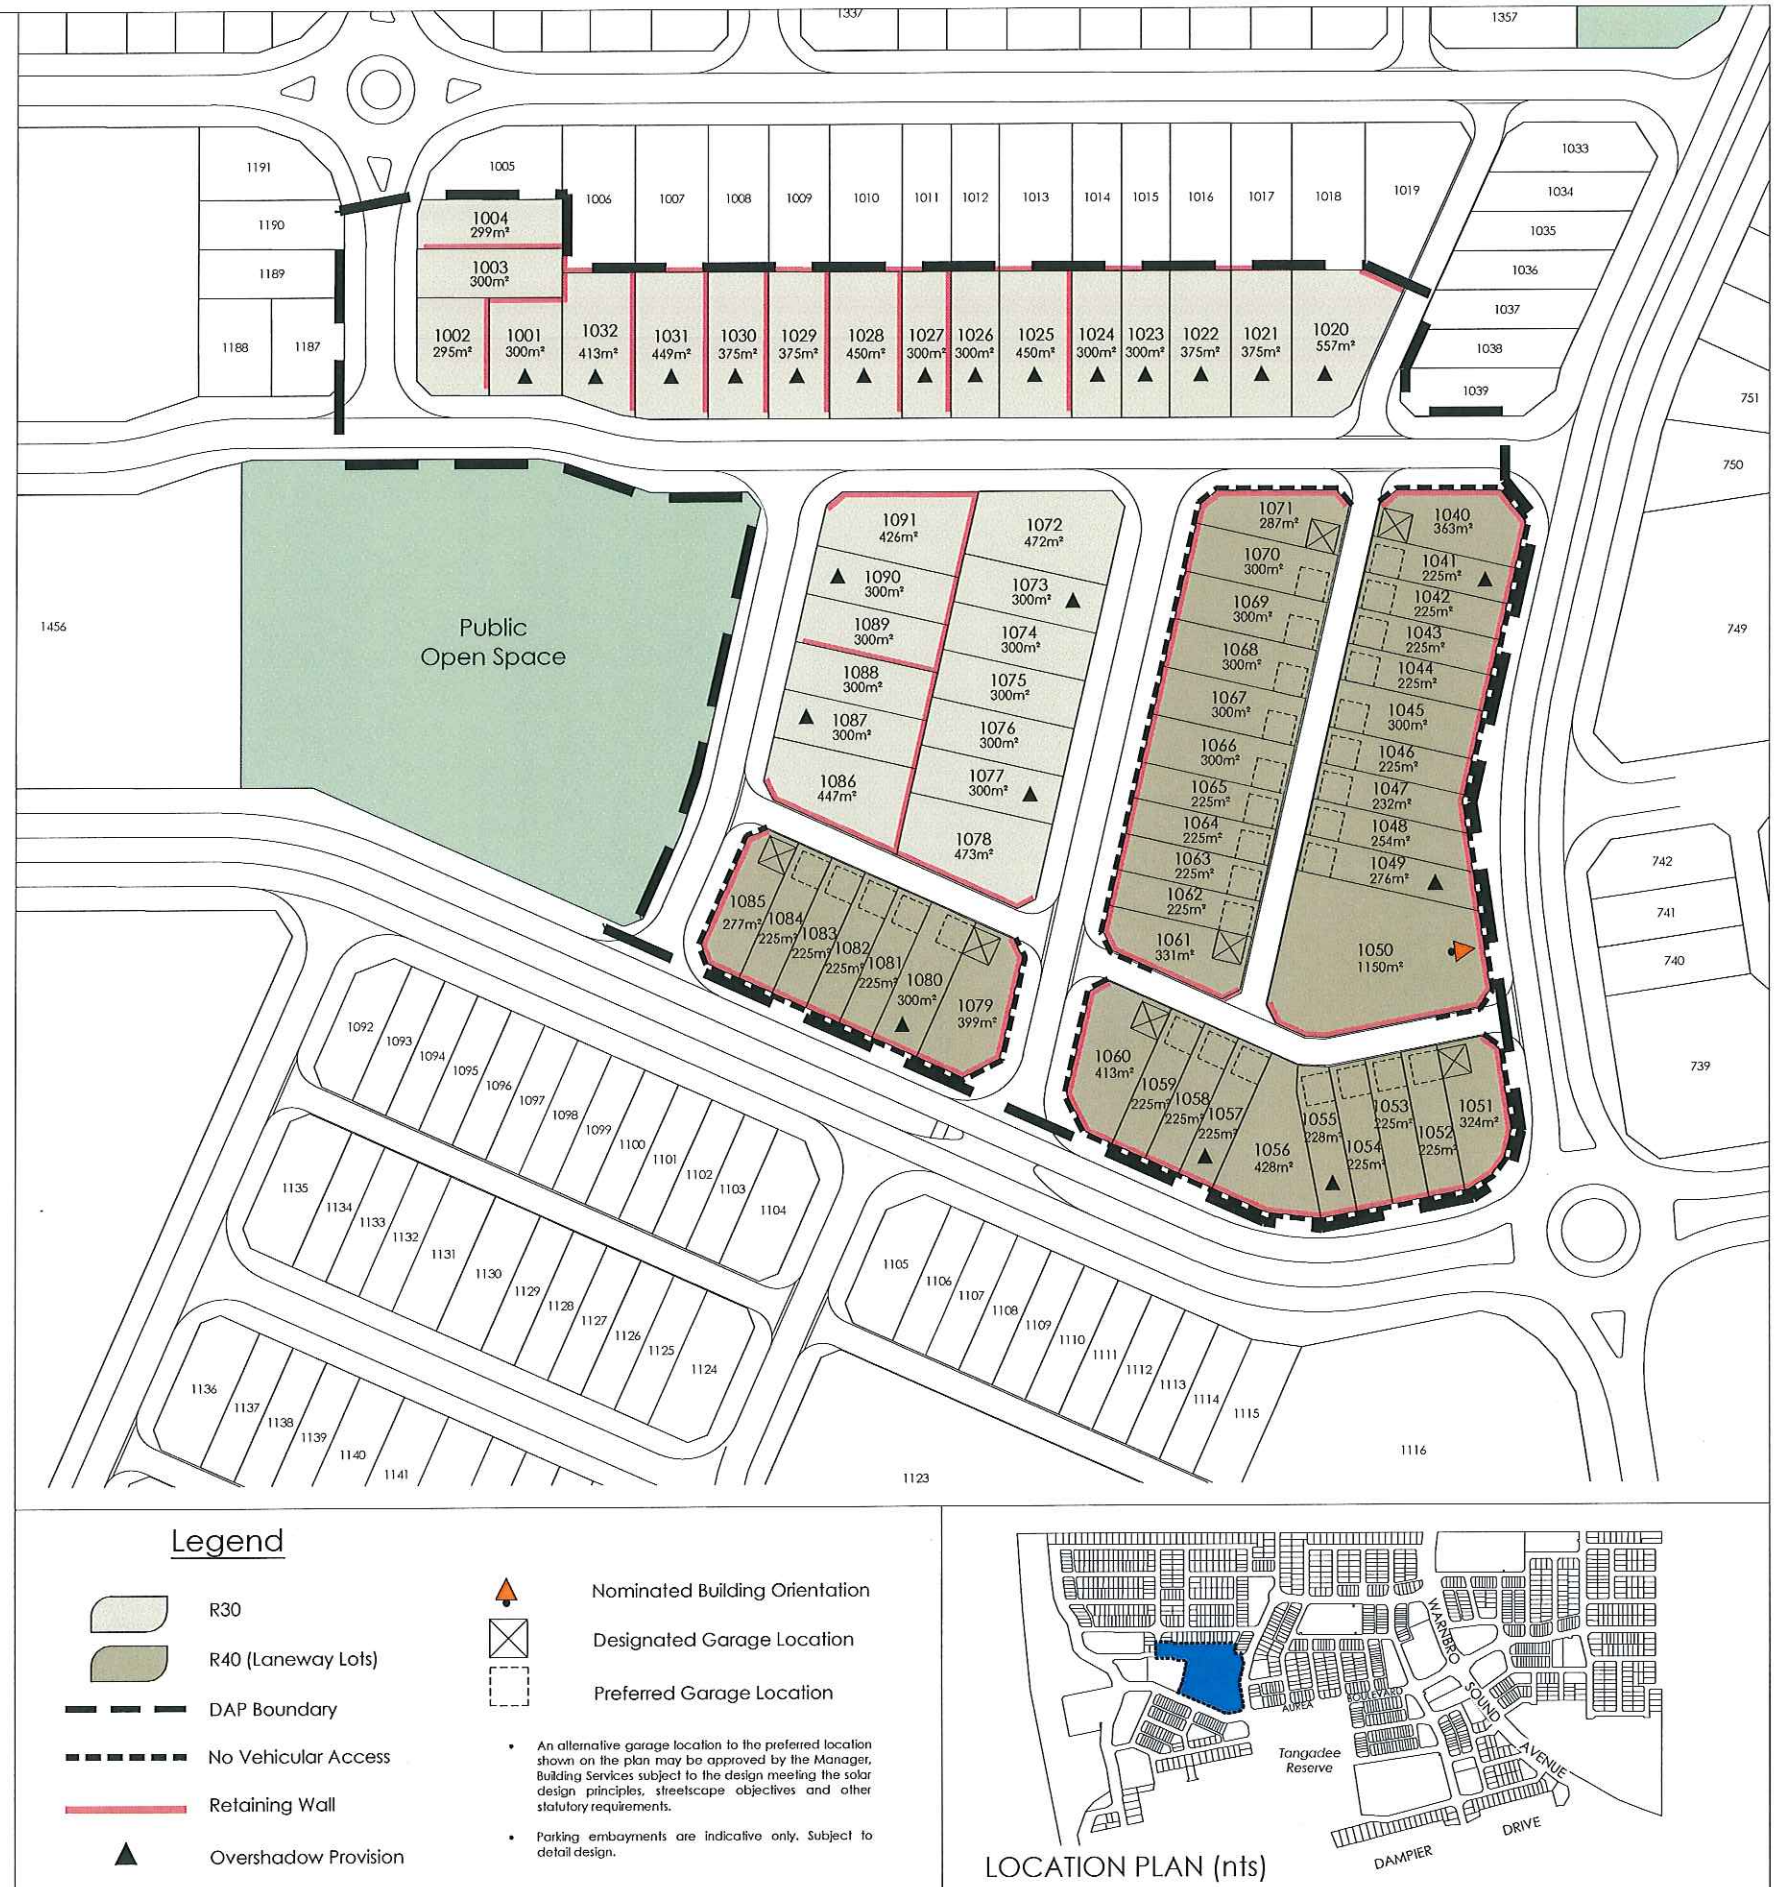 1337
1357
1191
1190
1189
1188
1187
1005
1006
1007
1008
1009
1010
1011
1012
1013
1014
1015
1016
1017
1018
1019
1033
1034
1035
1036
1037
1038
1039
1004
299m²
1003
300m²
1002
295m²
1001
300m²
1032
413m²
1031
449m²
1030
375m²
1029
375m²
1028
450m²
1027
300m²
1026
300m²
1025
450m²
1024
300m²
1023
300m²
1022
375m²
1021
375m²
1020
557m²
751
750
749
1456
Public
Open Space
1091
426m²
1090
300m²
1089
300m²
1088
300m²
1087
300m²
1086
447m²
1072
472m²
1073
300m²
1074
300m²
1075
300m²
1076
300m²
1077
300m²
1078
473m²
1071
287m²
1070
300m²
1069
300m²
1068
300m²
1067
300m²
1066
300m²
1065
225m²
1064
225m²
1063
225m²
1062
225m²
1061
331m²
1040
363m²
1041
225m²
1042
225m²
1043
225m²
1044
225m²
1045
300m²
1046
225m²
1047
232m²
1048
254m²
1049
276m²
1050
1150m²
742
741
740
739
1085
277m²
1084
225m²
1083
225m²
1082
225m²
1081
225m²
1080
300m²
1079
399m²
1060
413m²
1059
225m²
1058
225m²
1057
225m²
1056
428m²
1055
228m²
1054
225m²
1053
225m²
1052
225m²
1051
324m²
1092
1093
1094
1095
1096
1097
1098
1099
1100
1101
1102
1103
1104
1135
1134
1133
1132
1131
1130
1129
1128
1127
1126
1125
1124
1105
1106
1107
1108
1109
1110
1111
1112
1113
1114
1115
1116
1136
1137
1138
1139
1140
1141
1123
Legend
R30
R40 (Laneway Lots)
DAP Boundary
No Vehicular Access
Retaining Wall
Overshadow Provision
Nominated Building Orientation
Designated Garage Location
Preferred Garage Location
• An alternative garage location to the preferred location
shown on the plan may be approved by the Manager,
Building Services subject to the design meeting the solar
design principles, streetscape objectives and other
statutory requirements.
• Parking embayments are indicative only. Subject to
detail design.
WARNBRO
SOUND
AVENUE
AUREA
BOULEVARD
Tangadee
Reserve
DAMPIER
DRIVE
LOCATION PLAN (nts)